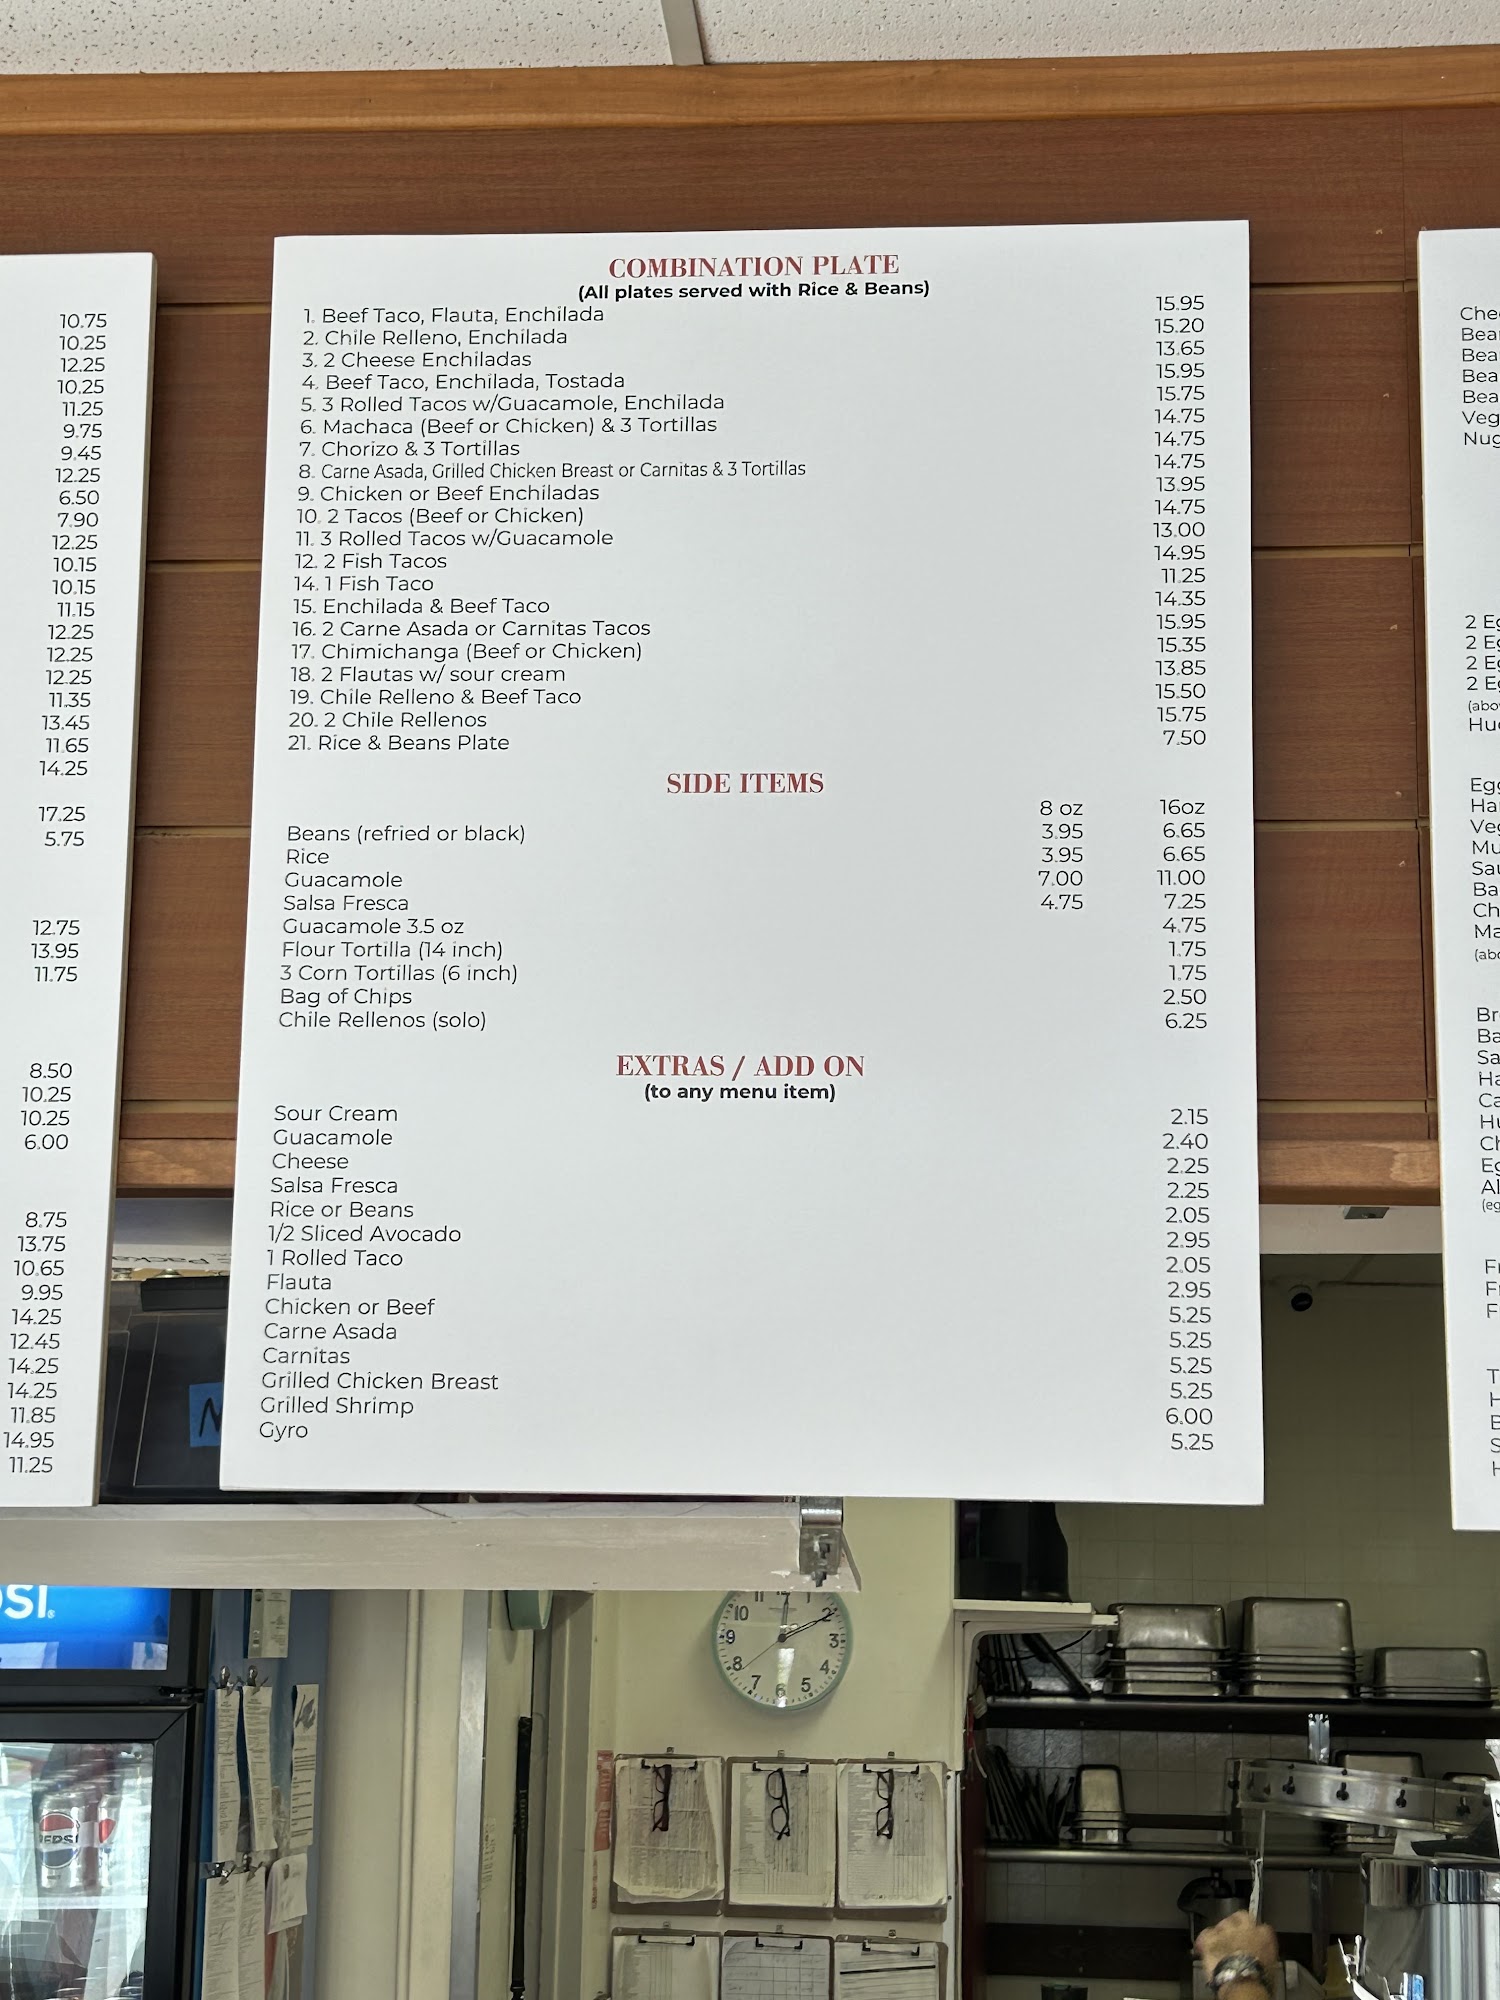 10.75
10.25
12.25
10.25
11.25
9.75
9.45
12.25
6.50
7.90
12.25
10.15
10.15
11.15
12.25
12.25
12.25
11.35
13.45
11.65
14.25
17.25
5.75
12.75
13.95
11.75
8.50
10.25
10.25
6.00
8.75
13.75
10.65
9.95
14.25
12.45
14.25
14.25
11.85
14.95
11.25
COMBINATION PLATE
(All plates served with Rice & Beans)
1. Beef Taco, Flauta, Enchilada 15.95
2. Chile Relleno, Enchilada 15.20
3. 2 Cheese Enchiladas 13.65
4. Beef Taco, Enchilada, Tostada 15.95
5. 3 Rolled Tacos w/Guacamole, Enchilada 15.75
6. Machaca (Beef or Chicken) & 3 Tortillas 14.75
7. Chorizo & 3 Tortillas 14.75
8. Carne Asada, Grilled Chicken Breast or Carnitas & 3 Tortillas 14.75
9. Chicken or Beef Enchiladas 13.95
10. 2 Tacos (Beef or Chicken) 14.75
11. 3 Rolled Tacos w/Guacamole 13.00
12. 2 Fish Tacos 14.95
14. 1 Fish Taco 11.25
15. Enchilada & Beef Taco 14.35
16. 2 Carne Asada or Carnitas Tacos 15.95
17. Chimichanga (Beef or Chicken) 15.35
18. 2 Flautas w/ sour cream 13.85
19. Chile Relleno & Beef Taco 15.50
20. 2 Chile Rellenos 15.75
21. Rice & Beans Plate 7.50
SIDE ITEMS
8 oz 16oz
Beans (refried or black) 3.95 6.65
Rice 3.95 6.65
Guacamole 7.00 11.00
Salsa Fresca 4.75 7.25
Guacamole 3.5 oz 4.75
Flour Tortilla (14 inch) 1.75
3 Corn Tortillas (6 inch) 1.75
Bag of Chips 2.50
Chile Rellenos (solo) 6.25
EXTRAS / ADD ON
(to any menu item)
Sour Cream 2.15
Guacamole 2.40
Cheese 2.25
Salsa Fresca 2.25
Rice or Beans 2.05
1/2 Sliced Avocado 2.95
1 Rolled Taco 2.05
Flauta 2.95
Chicken or Beef 5.25
Carne Asada 5.25
Carnitas 5.25
Grilled Chicken Breast 5.25
Grilled Shrimp 6.00
Gyro 5.25
2
2
2
2
11 1
10 2
9 3
8 4
7 6 5
PEPSI